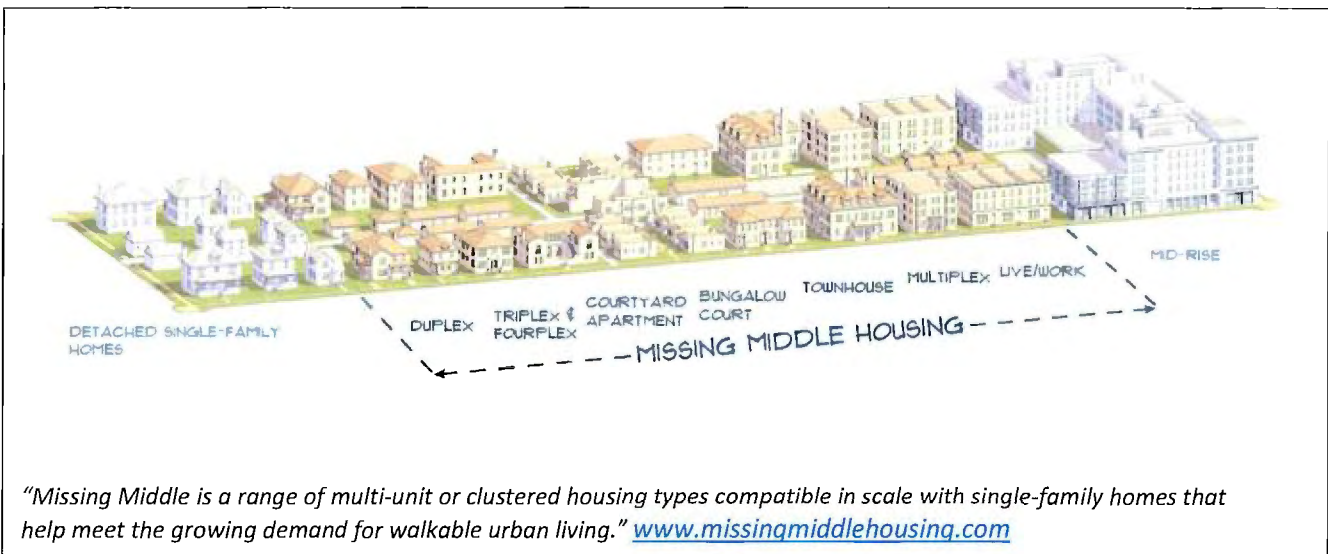 DETACHED SINGLE-FAMILY
HOMES
DUPLEX
TRIPLEX &
FOURPLEX
COURTYARD
APARTMENT
BUNGALOW
COURT
TOWNHOUSE
MULTIPLEX
LIVE/WORK
MID-RISE
MISSING MIDDLE HOUSING
"Missing Middle is a range of multi-unit or clustered housing types compatible in scale with single-family homes that
help meet the growing demand for walkable urban living." www.missingmiddlehousing.com